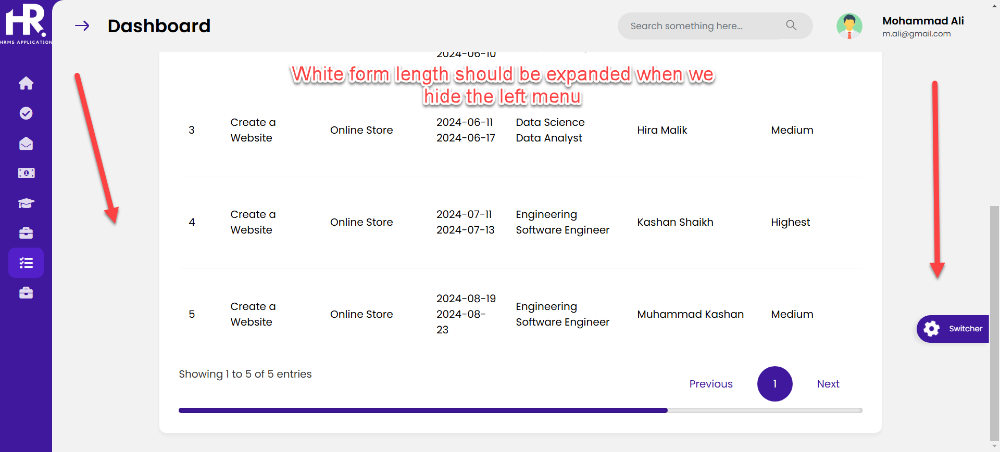 HR.
HRMS APPLICATION
Dashboard
Search something here...
Mohammad Ali
m.ali@gmail.com
2024-06-10
White form length should be expanded when we
hide the left menu
3
Create a
Website
Online Store
2024-06-11
2024-06-17
Data Science
Data Analyst
Hira Malik
Medium
4
Create a
Website
Online Store
2024-07-11
2024-07-13
Engineering
Software Engineer
Kashan Shaikh
Highest
5
Create a
Website
Online Store
2024-08-19
2024-08-
23
Engineering
Software Engineer
Muhammad Kashan
Medium
Switcher
Showing 1 to 5 of 5 entries
Previous
1
Next